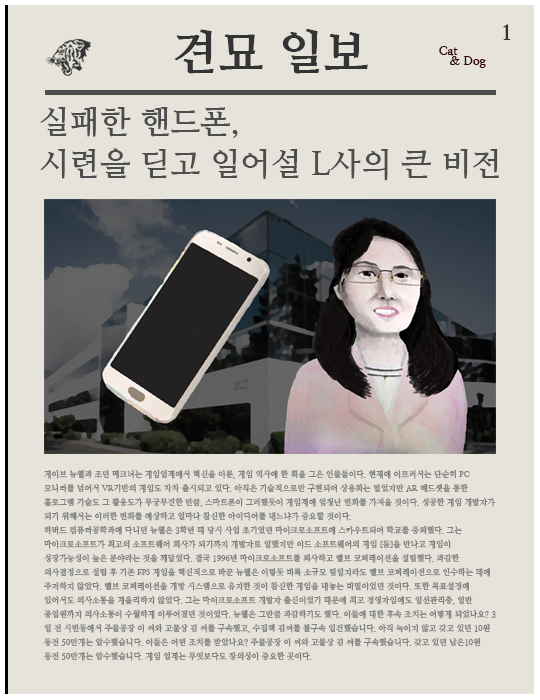 견묘 일보
Cat
& Dog
1
실패한 핸드폰,
시련을 딛고 일어설 L사의 큰 비전
게이브 뉴웰과 조던 메크너는 게임업계에서 혁신을 이룬, 게임 역사에 한 획을 그은 인물들이다. 현재에 이르러서는 단순히 PC
모니터를 넘어서 VR기반의 게임도 차차 출시되고 있다. 아직은 기술적으로만 구현되어 상용화는 멀었지만 AR 헤드셋을 통한
홀로그램 기술도 그 활용도가 무궁무진한 만큼, 스마트폰이 그러했듯이 게임업계에 엄청난 변화를 가져올 것이다. 성공한 게임 개발자가
되기 위해서는 이러한 변화를 예상하고 얼마나 참신한 아이디어를 내느냐가 중요할 것이다.
하버드 컴퓨터공학과에 다니던 뉴웰은 3학년 때 당시 사업 초기였던 마이크로소프트에 스카우트되어 학교를 중퇴했다. 그는
마이크로소프트가 최고의 소프트웨어 회사가 되기까지 개발자로 일했지만 이드 소프트웨어의 게임 [둠]을 만나고 게임이
성장가능성이 높은 분야라는 것을 깨달았다. 결국 1996년 마이크로소프트를 퇴사하고 밸브 코퍼레이션을 설립했다. 과감한
의사결정으로 설립 후 기존 FPS 게임을 혁신적으로 바꾼 뉴웰은 이렇듯 비록 소규모 팀일지라도 밸브 코퍼레이션으로 인수하는 데에
주저하지 않았다. 밸브 코퍼레이션을 개방 시스템으로 유지한 것이 참신한 게임을 내놓는 비법이었던 것이다. 또한 목표설정에
있어서도 의사소통을 게을리하지 않았다. 그는 마이크로소프트 개발자 출신이었기 때문에 최고 경영자임에도 말선관리층, 일반
종업원까지 의사소통이 수월하게 이루어졌던 것이었다. 뉴웰은 그만큼 과감하기도 했다. 이들에 대한 후속 조치는 어떻게 되었나요? 3
일 전 시민동에서 주물공장 이 씨와 고물상 김 씨를 구속했고, 수집책 김씨를 불구속 입건했습니다. 아직 녹이지 않고 갖고 있던 10원
동전 50만개는 압수했습니다. 이들은 어떤 조치를 받았나요? 주물공장 이 씨와 고물상 김 씨를 구속했습니다. 갖고 있던 남은10원
동전 50만개는 압수했습니다. 게임 업계는 무엇보다도 창의성이 중요한 곳이다.